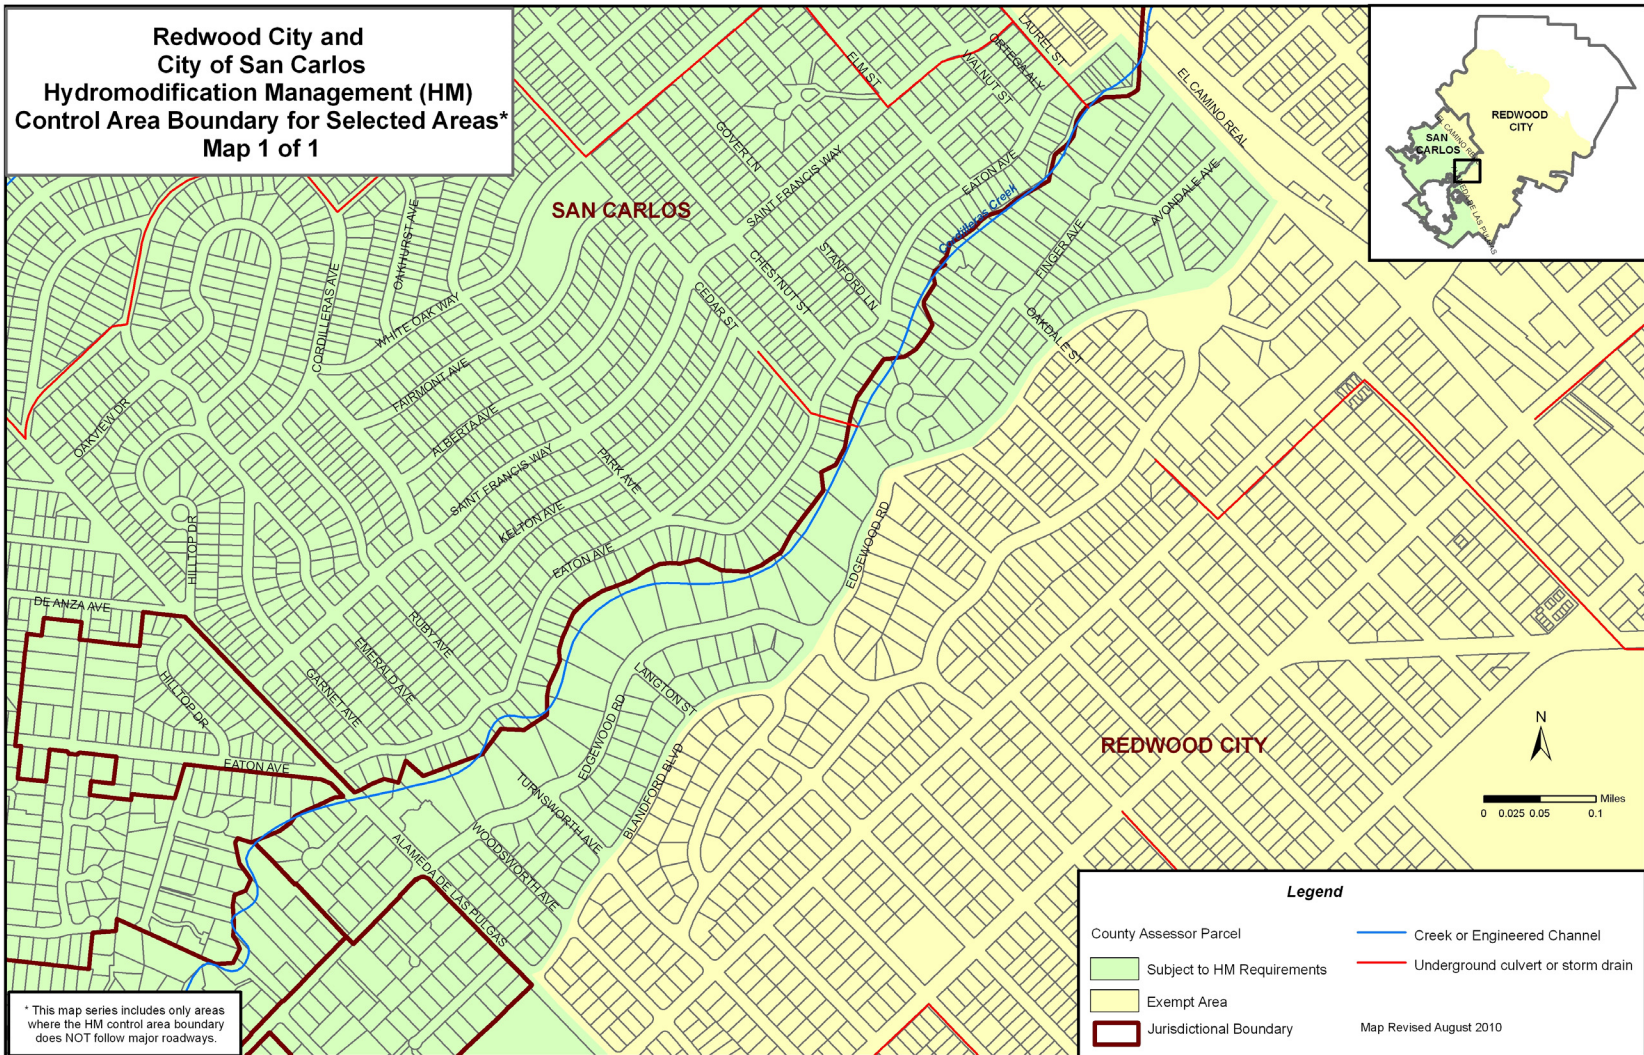 Redwood City and
City of San Carlos
Hydromodification Management (HM)
Control Area Boundary for Selected Areas*
Map 1 of 1
LAUREL ST
ORTEGA ALY
WALNUT ST
ELM ST
EL CAMINO REAL
GOVER LN
SAINT FRANCIS WAY
EATON AVE
AVONDALE AVE
SAN CARLOS
Cordilleras Creek
FINGER AVE
OAKHURST AVE
CORDILLERAS AVE
CHESTNUT ST
STANFORD LN
CEDAR ST
WHITE OAK WAY
OAKDALE ST
FAIRMONT AVE
OAKVIEW DR
ALBERTA AVE
SAINT FRANCIS WAY
PARK AVE
KELTON AVE
HILLTOP DR
EATON AVE
EDGEWOOD RD
DE ANZA AVE
RUBY AVE
EMERALD AVE
GARNET AVE
HILLTOP DR
LANGTON ST
EDGEWOOD RD
EATON AVE
BLANDFORD BLVD
TURNSWORTH AVE
WOODSWORTH AVE
ALAMEDA DE LAS PULGAS
REDWOOD CITY
REDWOOD
CITY
SAN
CARLOS
N
Miles
0 0.025 0.05 0.1
Legend
County Assessor Parcel
Subject to HM Requirements
Exempt Area
Jurisdictional Boundary
Creek or Engineered Channel
Underground culvert or storm drain
Map Revised August 2010
* This map series includes only areas
where the HM control area boundary
does NOT follow major roadways.